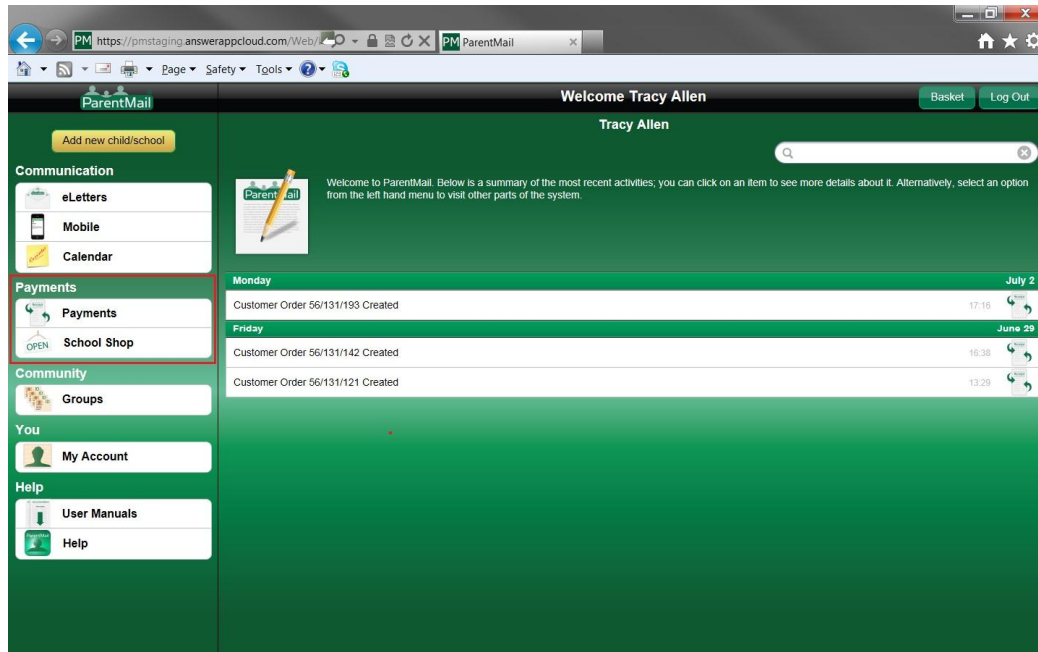 PM https://pmstaging.answerappcloud.com/Web/ PM ParentMail
Page Safety Tools
ParentMail Welcome Tracy Allen Basket Log Out
Tracy Allen
Add new child/school
Communication
eLetters
Mobile
Calendar
Payments
Payments
OPEN School Shop
Community
Groups
You
My Account
Help
User Manuals
Help
Welcome to ParentMail. Below is a summary of the most recent activities; you can click on an item to see more details about it. Alternatively, select an option
from the left hand menu to visit other parts of the system.
Monday July 2
Customer Order 56/131/193 Created 17:16
Friday June 29
Customer Order 56/131/142 Created 16:38
Customer Order 56/131/121 Created 13:29